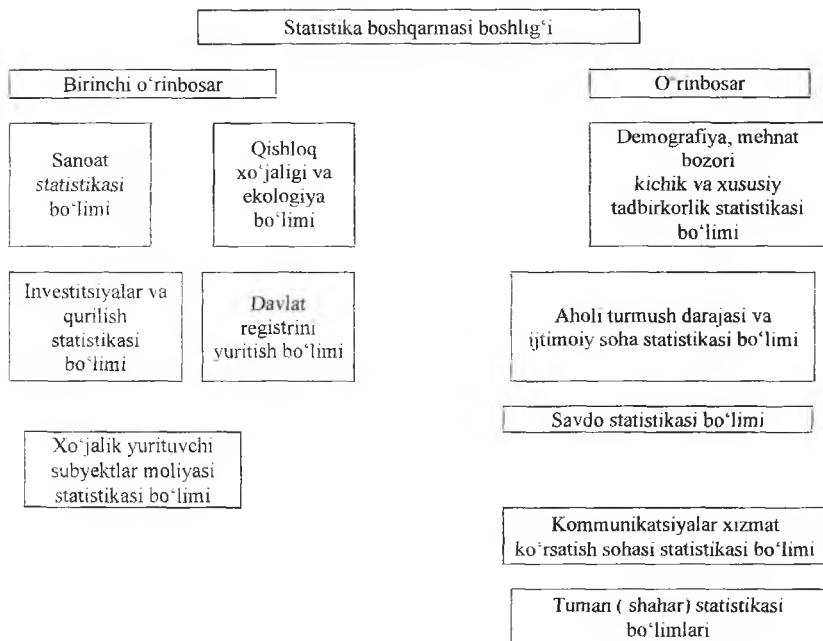 Statistika boshqarmasi boshlig‘i
Birinchi o‘rinbosar
O‘rinbosar
Sanoat
statistikasi
bo‘limi
Qishloq
xo‘jaligi va
ekologiya
bo‘limi
Demografiya, mehnat
bozori
kichik va xususiy
tadbirkorlik statistikasi
bo‘limi
Investitsiyalar va
qurilish
statistikasi
bo‘limi
Davlat
registrini
yuritish bo‘limi
Aholi turmush darajasi va
ijtimoiy soha statistikasi bo‘limi
Savdo statistikasi bo‘limi
Xo‘jalik yurituvchi
subyektlar moliyasi
statistikasi bo‘limi
Kommunikatsiyalar xizmat
ko‘rsatish sohasi statistikasi bo‘limi
Tuman ( shahar) statistikasi
bo‘limlari